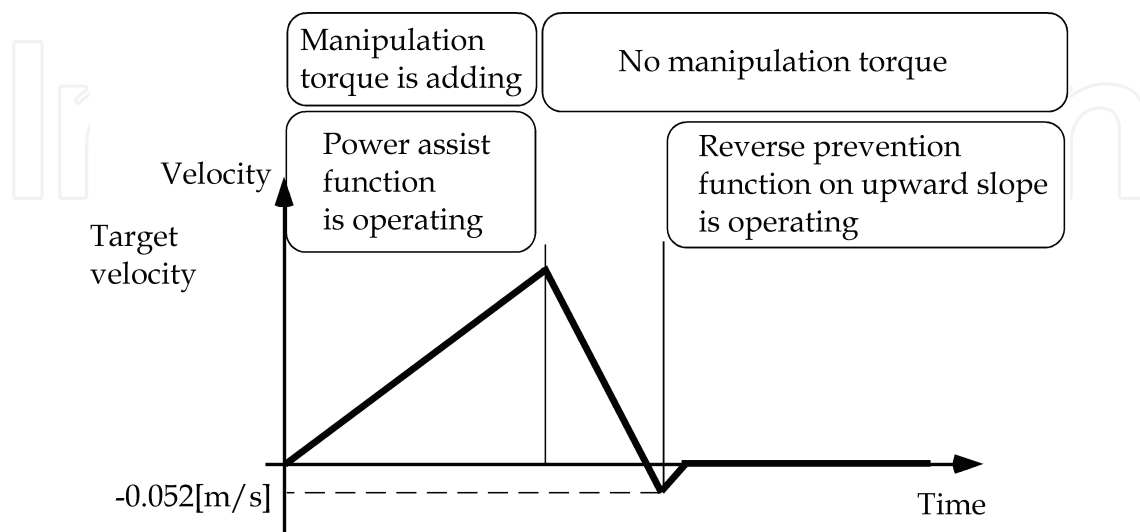 Manipulation
torque is adding
No manipulation torque
Power assist
function
is operating
Reverse prevention
function on upward slope
is operating
Velocity
Target
velocity
-0.052[m/s]
Time